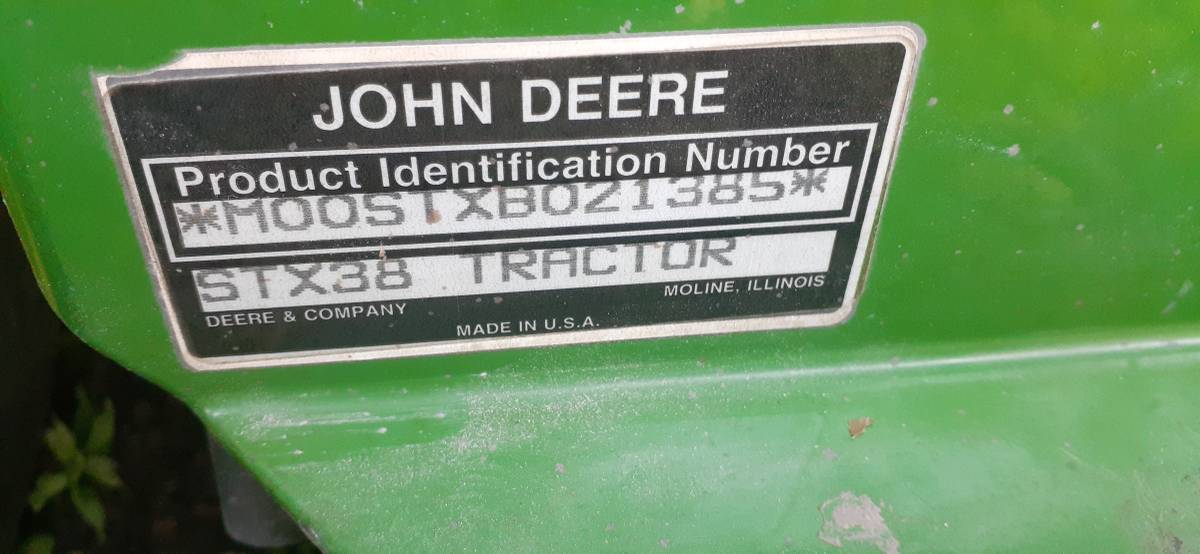 JOHN DEERE
Product Identification Number
*M00STXB021385*
STX38 TRACTOR
DEERE & COMPANY
MOLINE, ILLINOIS
MADE IN U.S.A.